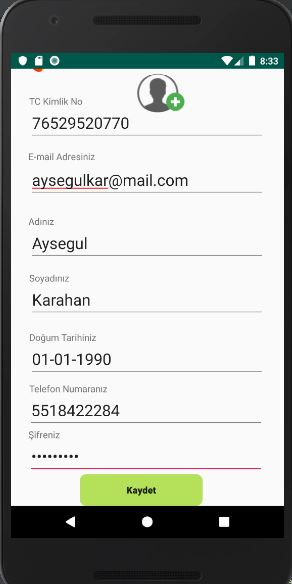 8:33
TC Kimlik No
76529520770
E-mail Adresiniz
aysegulkar@mail.com
Adınız
Aysegul
Soyadınız
Karahan
Doğum Tarihiniz
01-01-1990
Telefon Numaranız
5518422284
Şifreniz
•••••••••
Kaydet